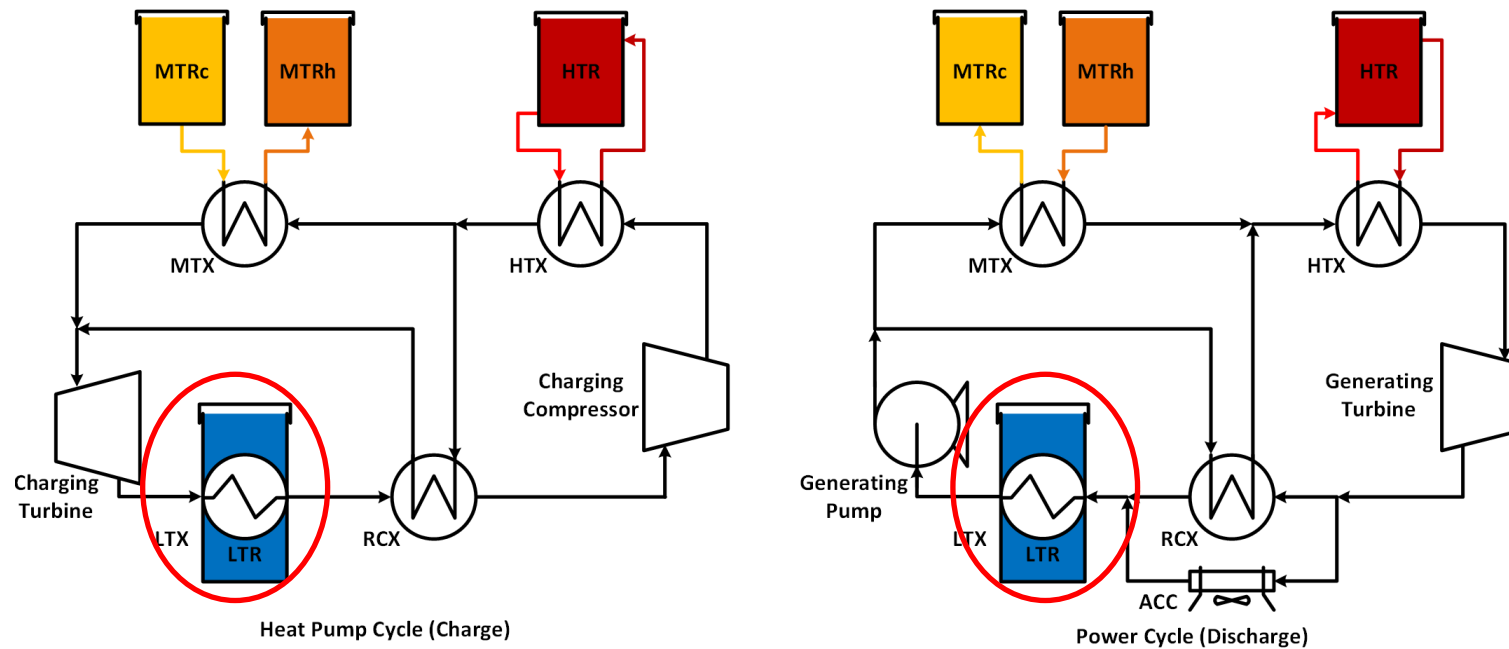 MTRc
MTRh
HTR
MTX
HTX
Charging
Compressor
Charging
Turbine
LTX
LTR
RCX
Heat Pump Cycle (Charge)
MTRc
MTRh
HTR
MTX
HTX
Generating
Turbine
Generating
Pump
LTX
LTR
RCX
ACC
Power Cycle (Discharge)